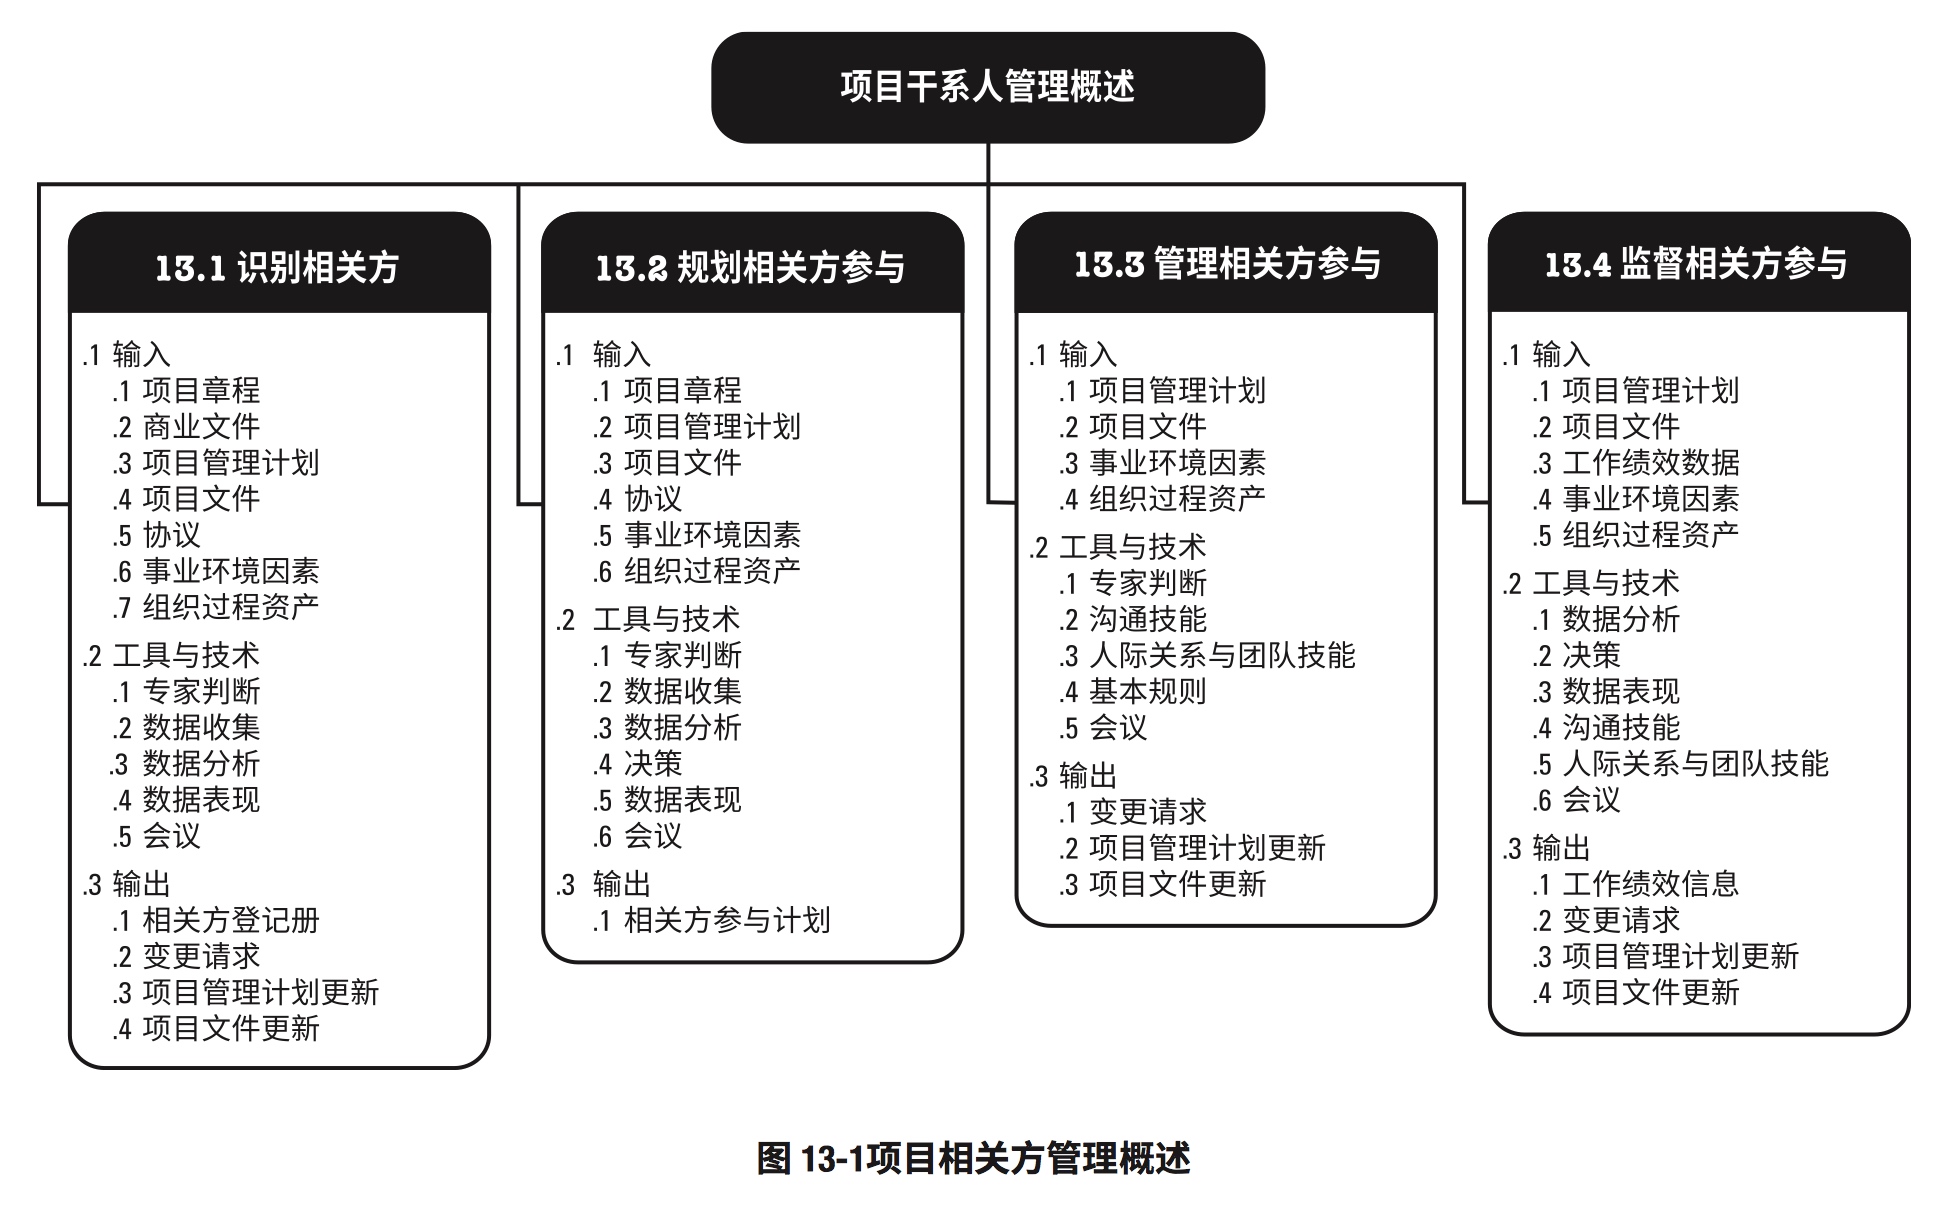 项目干系人管理概述
13.1 识别相关方
.1 输入
.1 项目章程
.2 商业文件
.3 项目管理计划
.4 项目文件
.5 协议
.6 事业环境因素
.7 组织过程资产
.2 工具与技术
.1 专家判断
.2 数据收集
.3 数据分析
.4 数据表现
.5 会议
.3 输出
.1 相关方登记册
.2 变更请求
.3 项目管理计划更新
.4 项目文件更新
13.2 规划相关方参与
.1 输入
.1 项目章程
.2 项目管理计划
.3 项目文件
.4 协议
.5 事业环境因素
.6 组织过程资产
.2 工具与技术
.1 专家判断
.2 数据收集
.3 数据分析
.4 决策
.5 数据表现
.6 会议
.3 输出
.1 相关方参与计划
13.3 管理相关方参与
.1 输入
.1 项目管理计划
.2 项目文件
.3 事业环境因素
.4 组织过程资产
.2 工具与技术
.1 专家判断
.2 沟通技能
.3 人际关系与团队技能
.4 基本规则
.5 会议
.3 输出
.1 变更请求
.2 项目管理计划更新
.3 项目文件更新
13.4 监督相关方参与
.1 输入
.1 项目管理计划
.2 项目文件
.3 工作绩效数据
.4 事业环境因素
.5 组织过程资产
.2 工具与技术
.1 数据分析
.2 决策
.3 数据表现
.4 沟通技能
.5 人际关系与团队技能
.6 会议
.3 输出
.1 工作绩效信息
.2 变更请求
.3 项目管理计划更新
.4 项目文件更新
图 13-1项目相关方管理概述